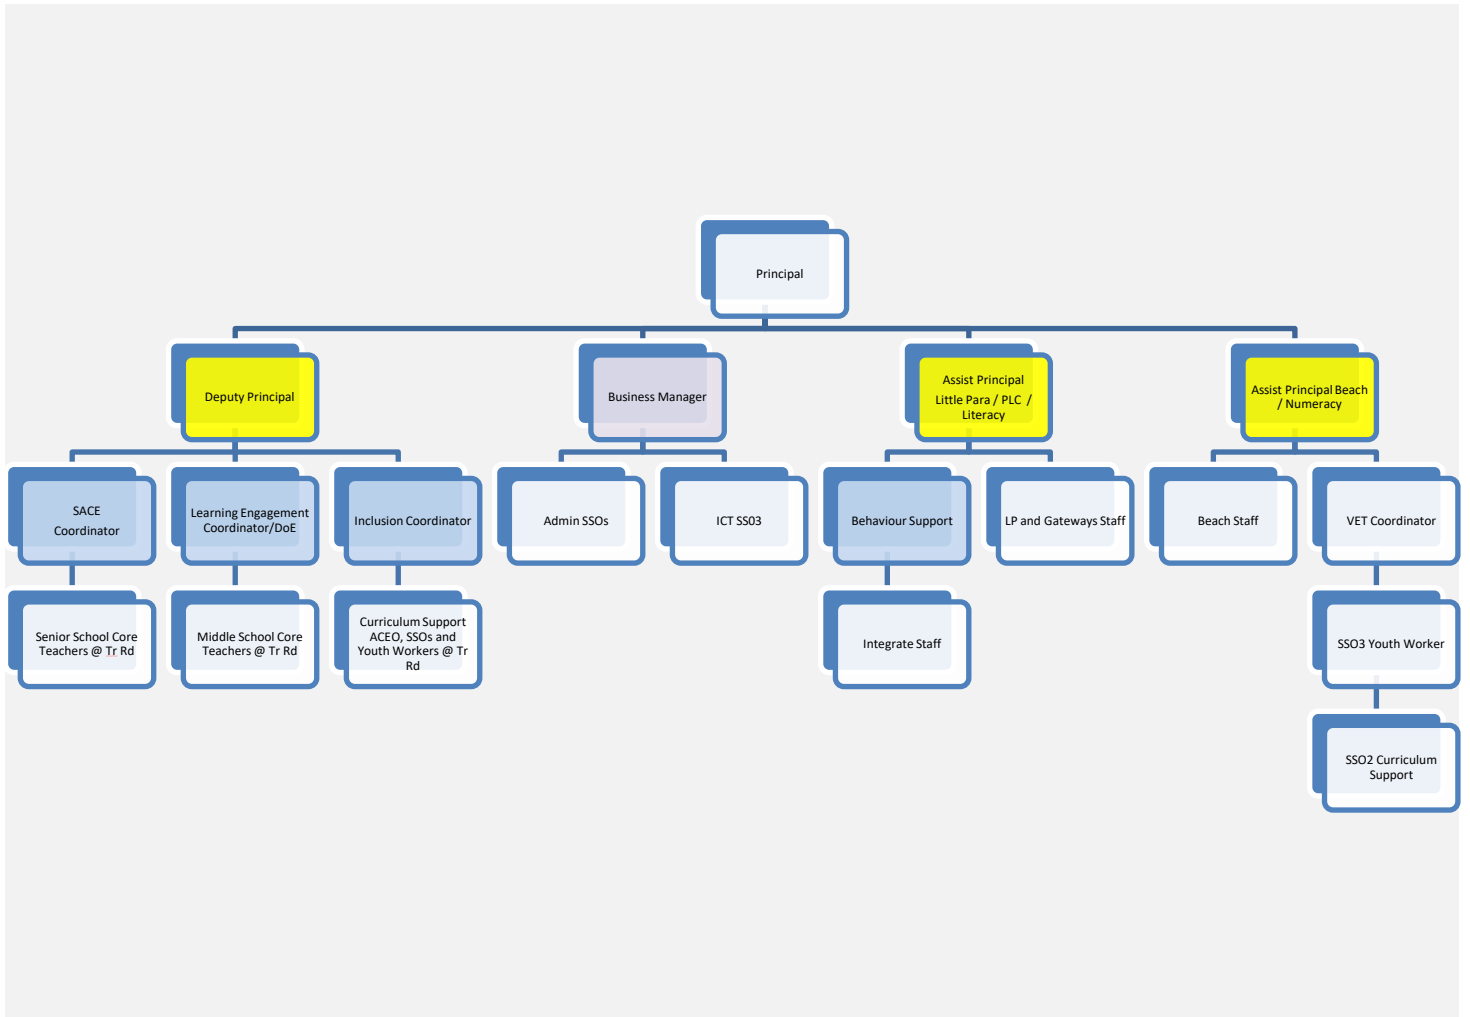 Principal
Deputy Principal
Business Manager
Assist Principal
Little Para / PLC /
Literacy
Assist Principal Beach
/ Numeracy
SACE
Coordinator
Learning Engagement
Coordinator/DoE
Inclusion Coordinator
Admin SSOs
ICT SS03
Behaviour Support
LP and Gateways Staff
Beach Staff
VET Coordinator
Senior School Core
Teachers @ Tr Rd
Middle School Core
Teachers @ Tr Rd
Curriculum Support
ACEO, SSOs and
Youth Workers @ Tr
Rd
Integrate Staff
SSO3 Youth Worker
SSO2 Curriculum
Support